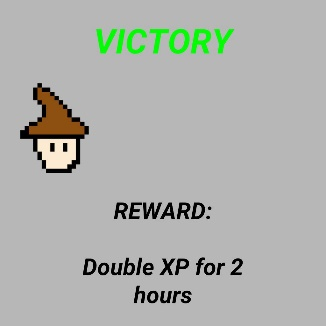 VICTORY
REWARD:
Double XP for 2
hours